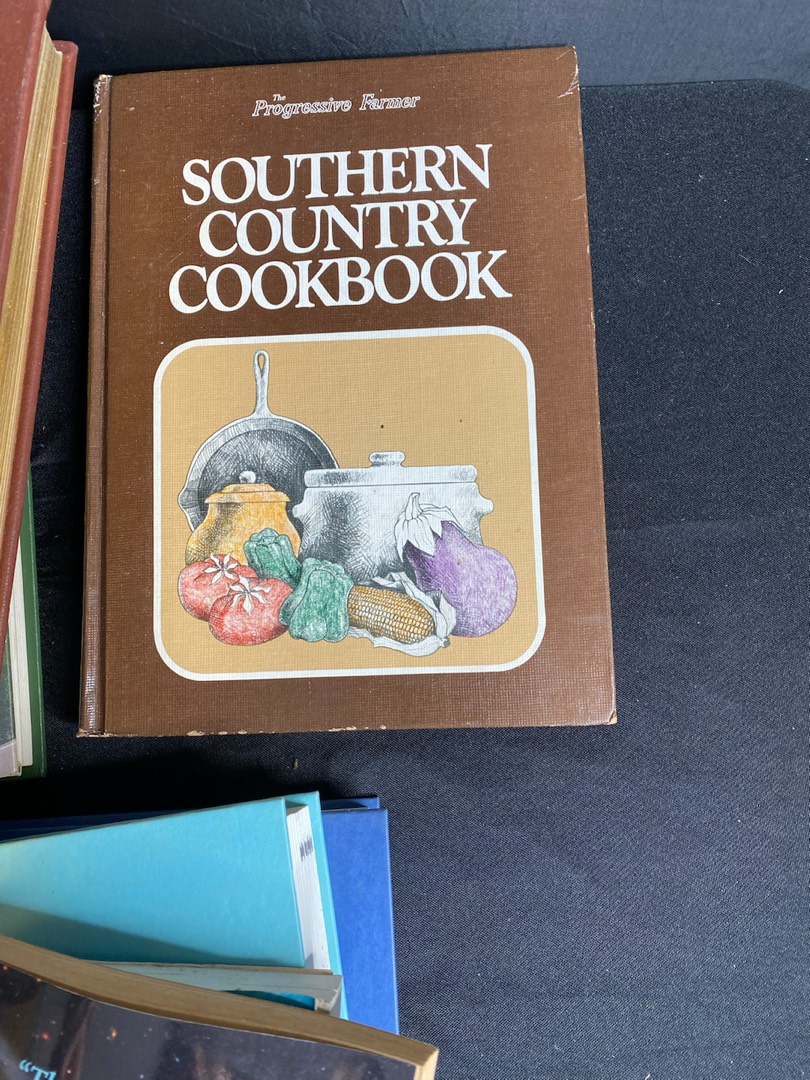 The
Progressive Farmer
SOUTHERN
COUNTRY
COOKBOOK